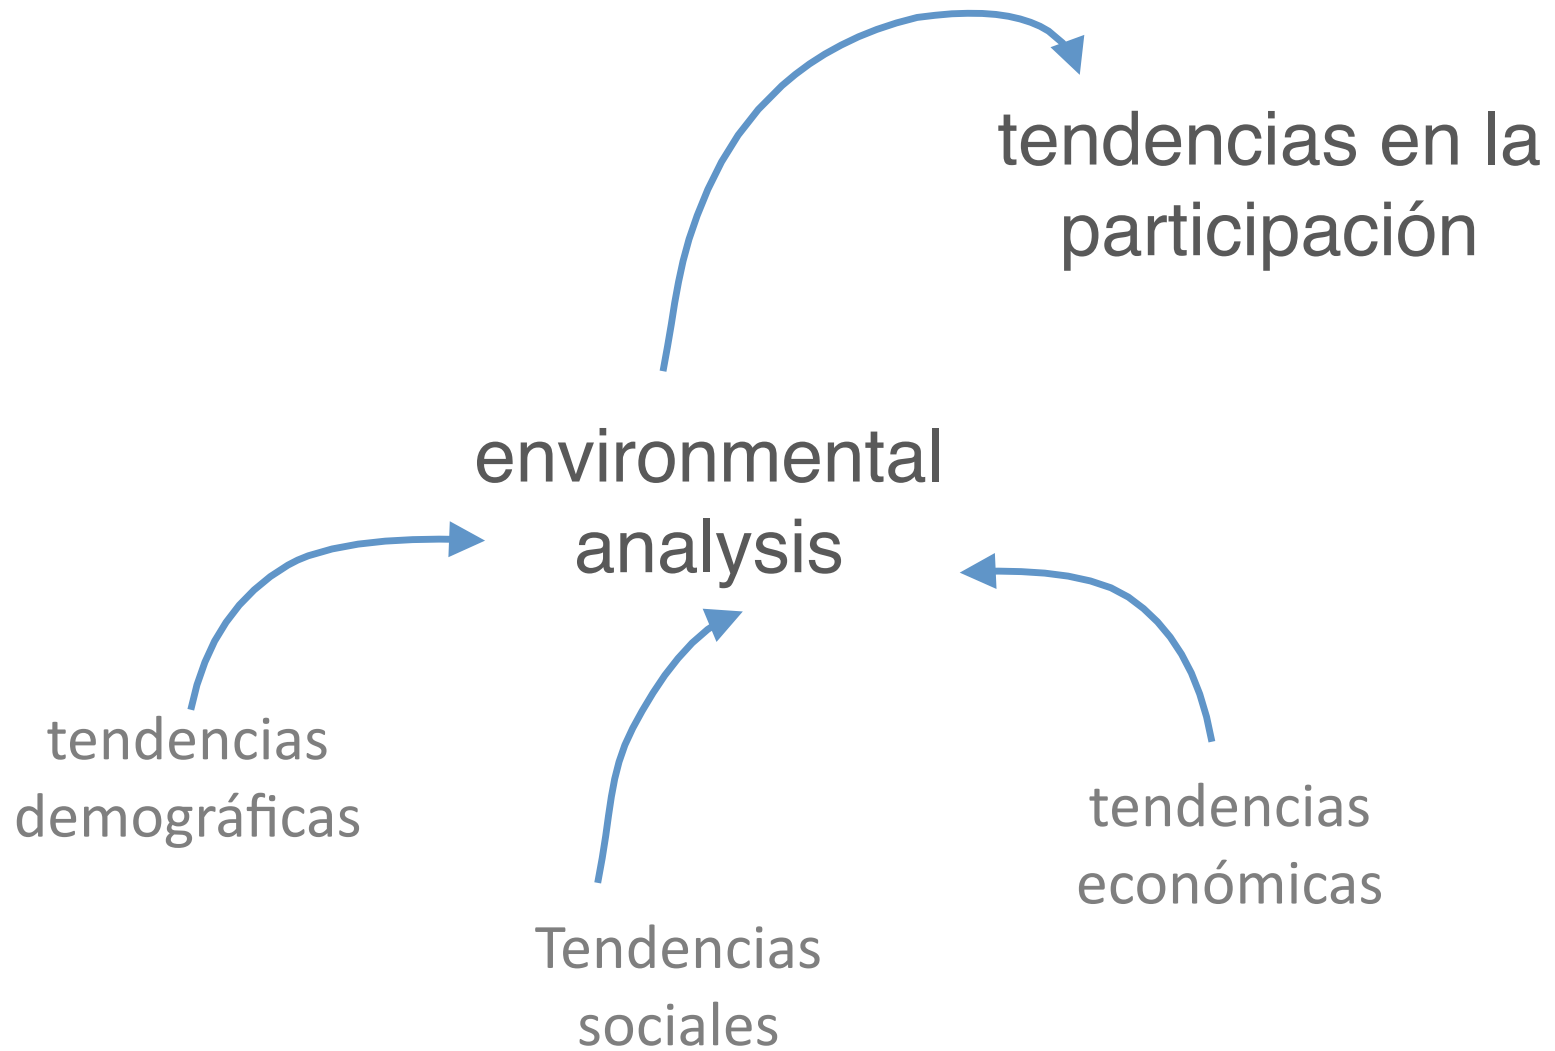 tendencias en la
participación
environmental
analysis
tendencias
demográficas
tendencias
económicas
Tendencias
sociales